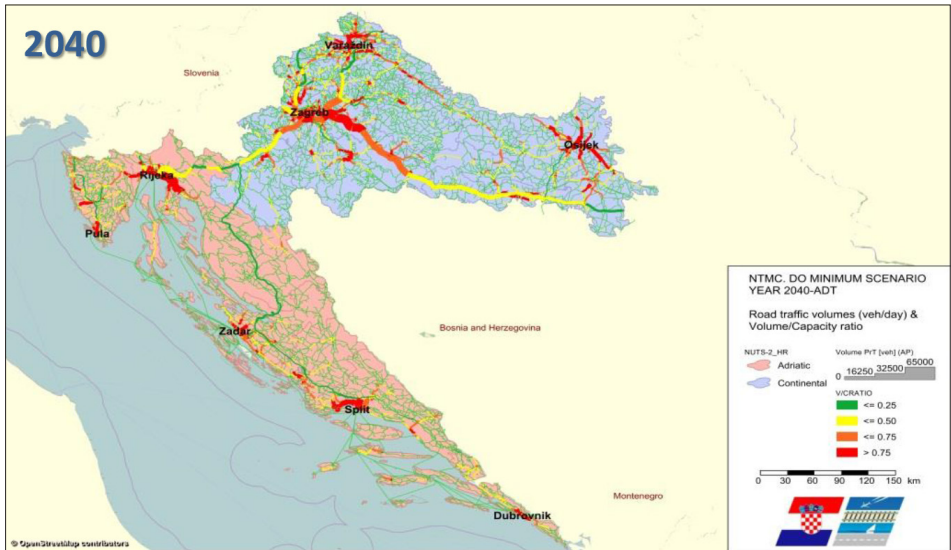 2040
Varaždin
Slovenia
Zagreb
Osijek
Rijeka
Pula
Zadar
Bosnia and Herzegovina
Split
Montenegro
Dubrovnik
© OpenStreetMap contributors
NTMC. DO MINIMUM SCENARIO
YEAR 2040-ADT
Road traffic volumes (veh/day) &
Volume/Capacity ratio
NUTS-2_HR
Adriatic
Continental
Volume PrT [veh] (AP)
0 16250 32500 65000
V/CRATIO
<= 0.25
<= 0.50
<= 0.75
> 0.75
0 30 60 90 120 150
km